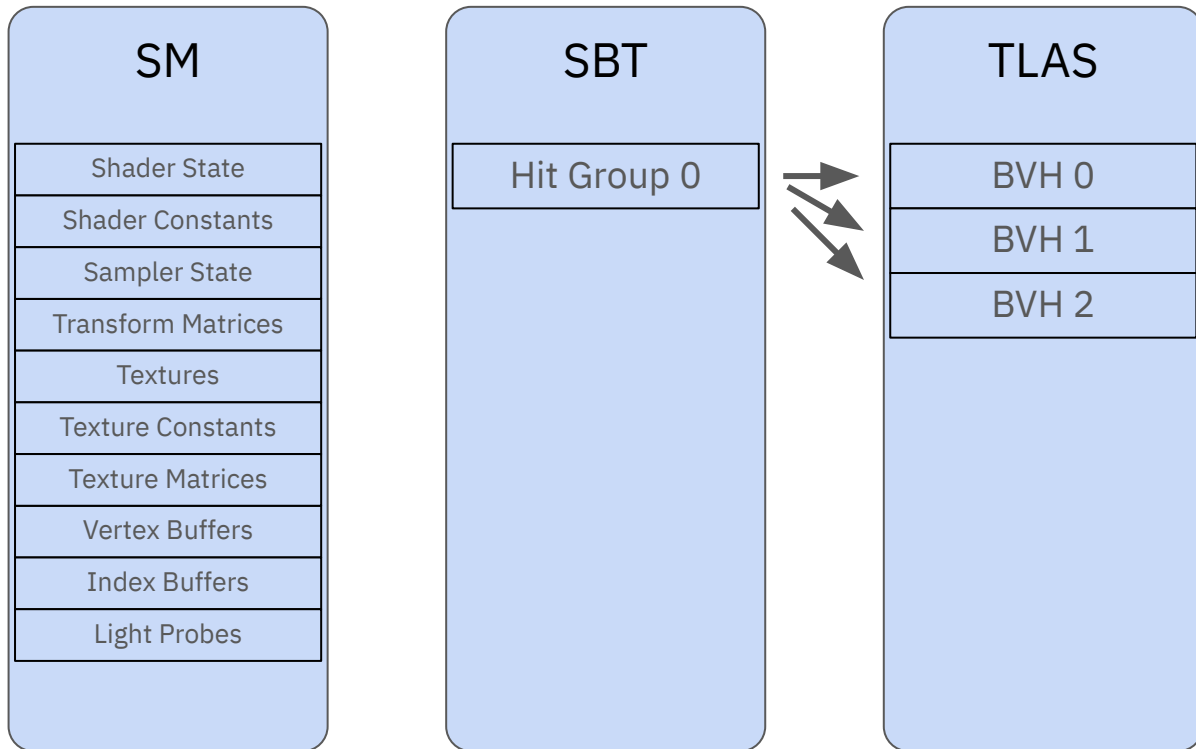 SM
Shader State
Shader Constants
Sampler State
Transform Matrices
Textures
Texture Constants
Texture Matrices
Vertex Buffers
Index Buffers
Light Probes
SBT
Hit Group 0
TLAS
BVH 0
BVH 1
BVH 2